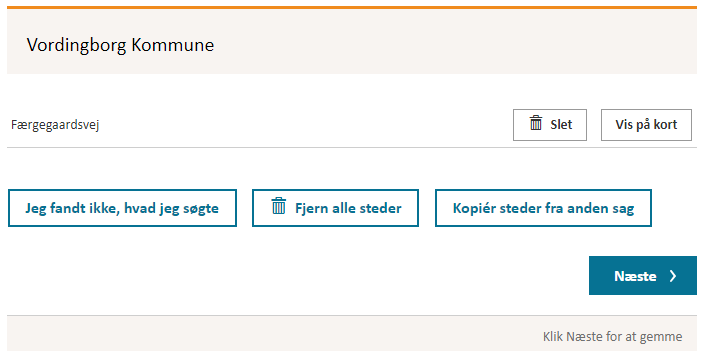 Vordingborg Kommune
Færgegaardsvej
Slet
Vis på kort
Jeg fandt ikke, hvad jeg søgte
Fjern alle steder
Kopiér steder fra anden sag
Næste
Klik Næste for at gemme